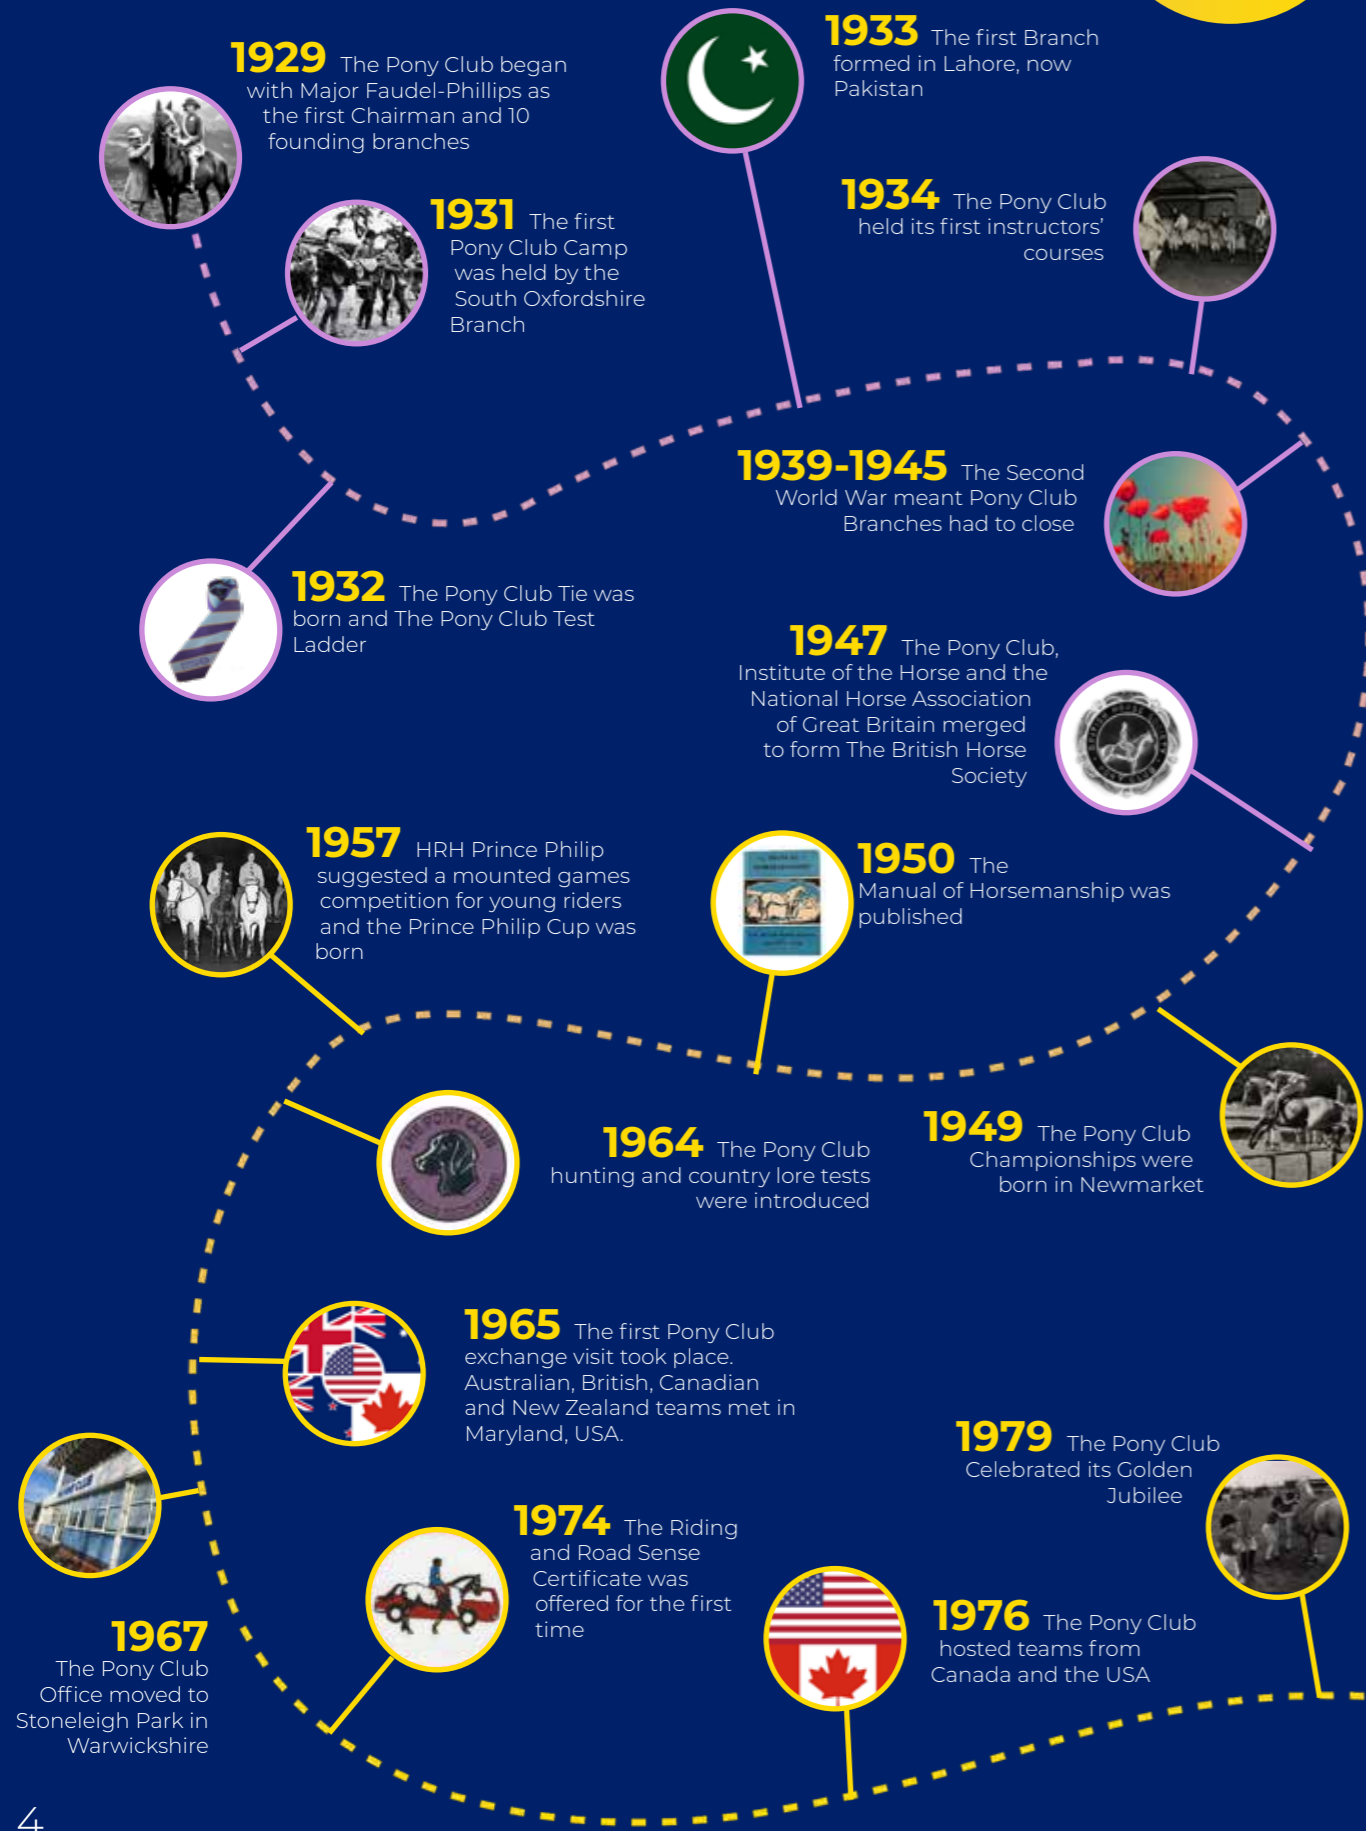 1929 The Pony Club began
with Major Faudel-Phillips as
the first Chairman and 10
founding branches
1931 The first
Pony Club Camp
was held by the
South Oxfordshire
Branch
1932 The Pony Club Tie was
born and The Pony Club Test
Ladder
1933 The first Branch
formed in Lahore, now
Pakistan
1934 The Pony Club
held its first instructors’
courses
1939-1945 The Second
World War meant Pony Club
Branches had to close
1947 The Pony Club,
Institute of the Horse and the
National Horse Association
of Great Britain merged
to form The British Horse
Society
1949 The Pony Club
Championships were
born in Newmarket
1950 The
Manual of Horsemanship was
published
1957 HRH Prince Philip
suggested a mounted games
competition for young riders
and the Prince Philip Cup was
born
THE PONY CLUB
1964 The Pony Club
hunting and country lore tests
were introduced
1965 The first Pony Club
exchange visit took place.
Australian, British, Canadian
and New Zealand teams met in
Maryland, USA.
1967
The Pony Club
Office moved to
Stoneleigh Park in
Warwickshire
1974 The Riding
and Road Sense
Certificate was
offered for the first
time
1976 The Pony Club
hosted teams from
Canada and the USA
1979 The Pony Club
Celebrated its Golden
Jubilee
4